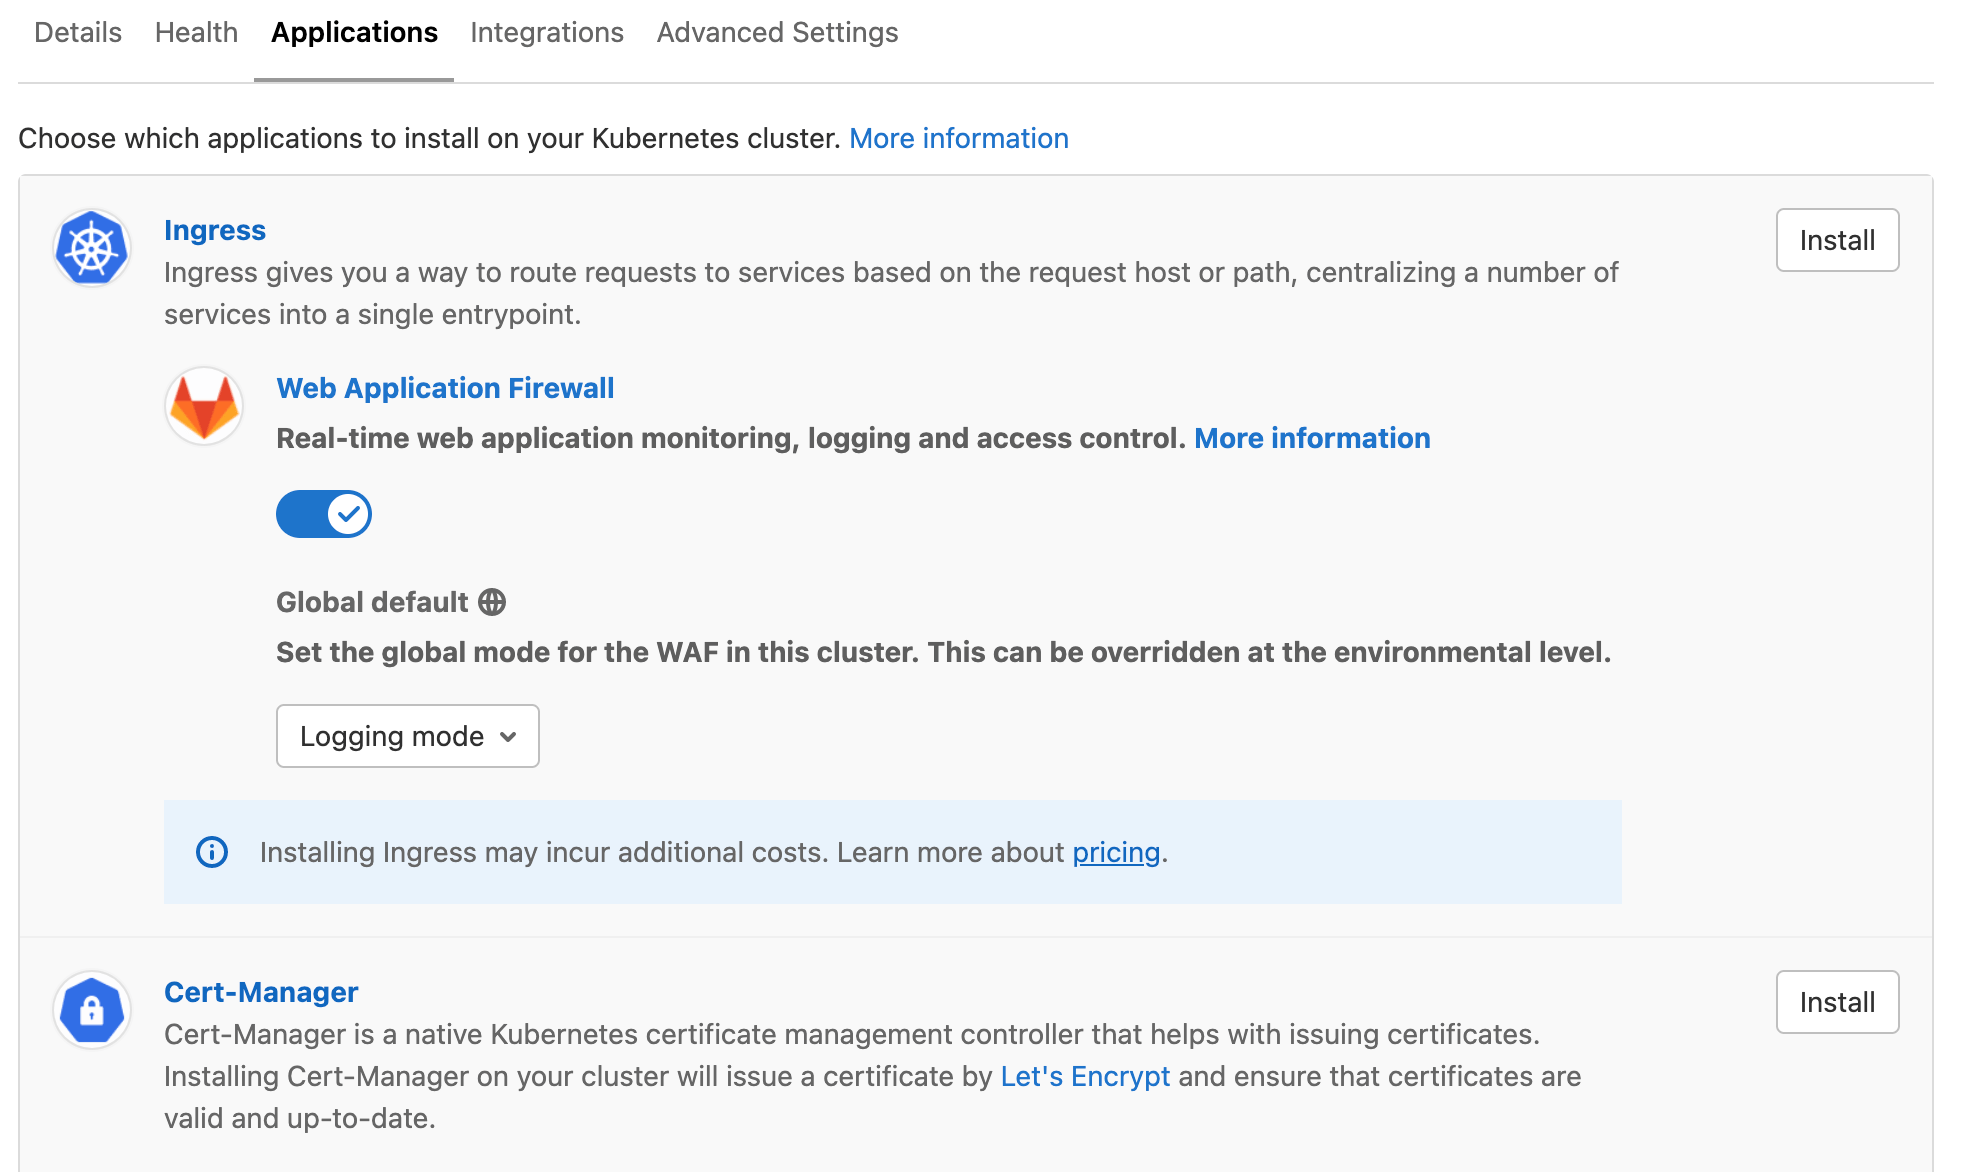 Details Health Applications Integrations Advanced Settings
Choose which applications to install on your Kubernetes cluster. More information
Ingress
Install
Ingress gives you a way to route requests to services based on the request host or path, centralizing a number of
services into a single entrypoint.
Web Application Firewall
Real-time web application monitoring, logging and access control. More information
Global default
Set the global mode for the WAF in this cluster. This can be overridden at the environmental level.
Logging mode
Installing Ingress may incur additional costs. Learn more about pricing.
Cert-Manager
Install
Cert-Manager is a native Kubernetes certificate management controller that helps with issuing certificates.
Installing Cert-Manager on your cluster will issue a certificate by Let's Encrypt and ensure that certificates are
valid and up-to-date.